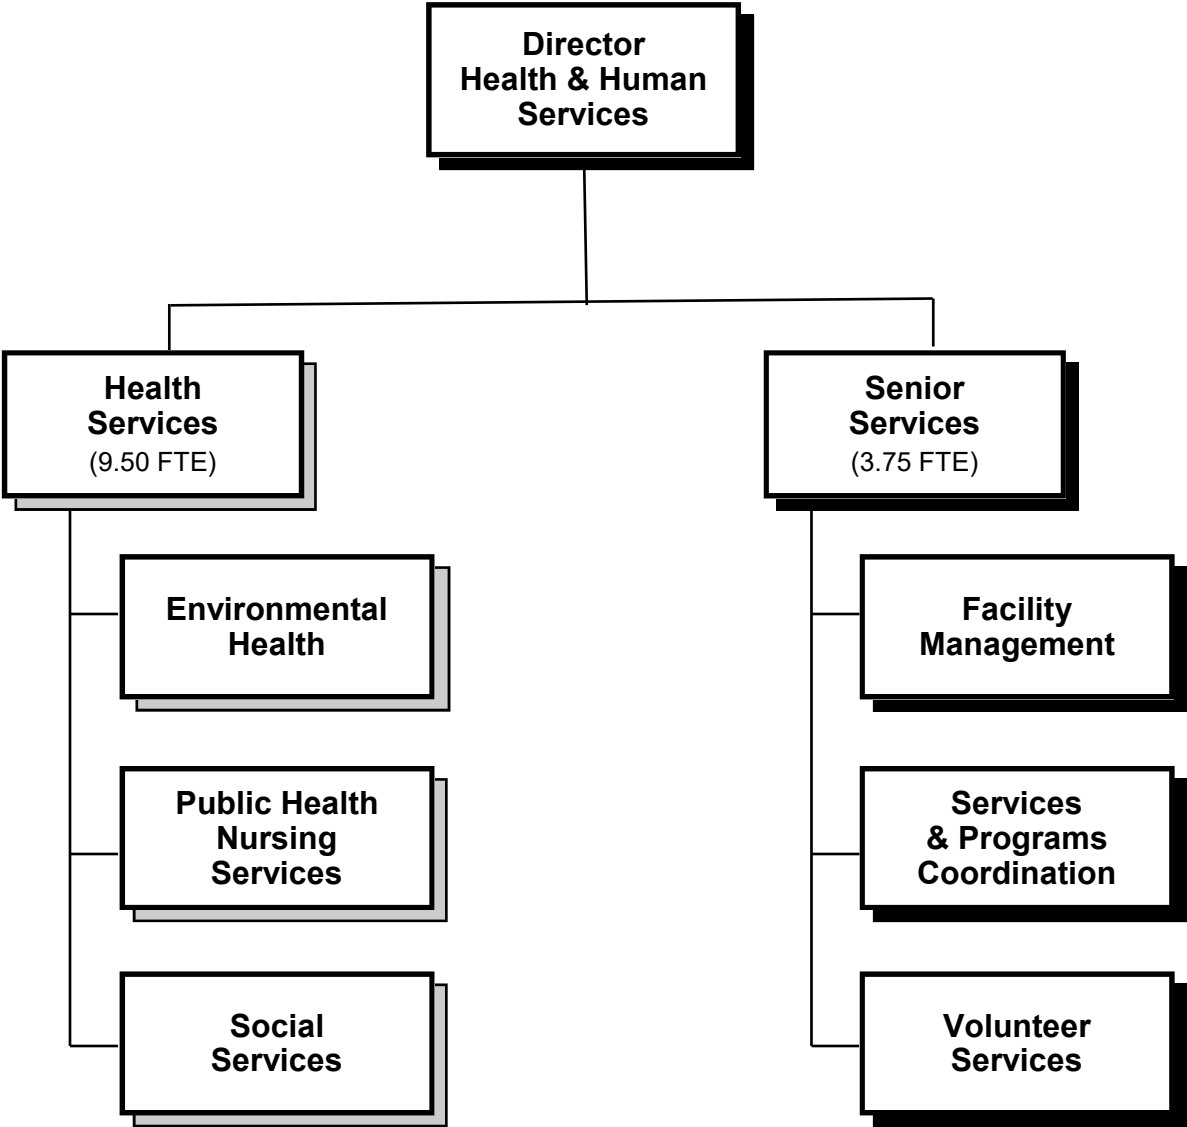 Director
Health & Human
Services
Health
Services
(9.50 FTE)
Senior
Services
(3.75 FTE)
Environmental
Health
Facility
Management
Public Health
Nursing
Services
Services
& Programs
Coordination
Social
Services
Volunteer
Services